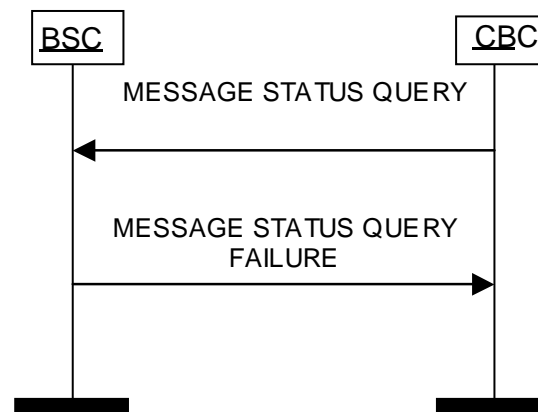 BSC
CBC
MESSAGE STATUS QUERY
MESSAGE STATUS QUERY
FAILURE